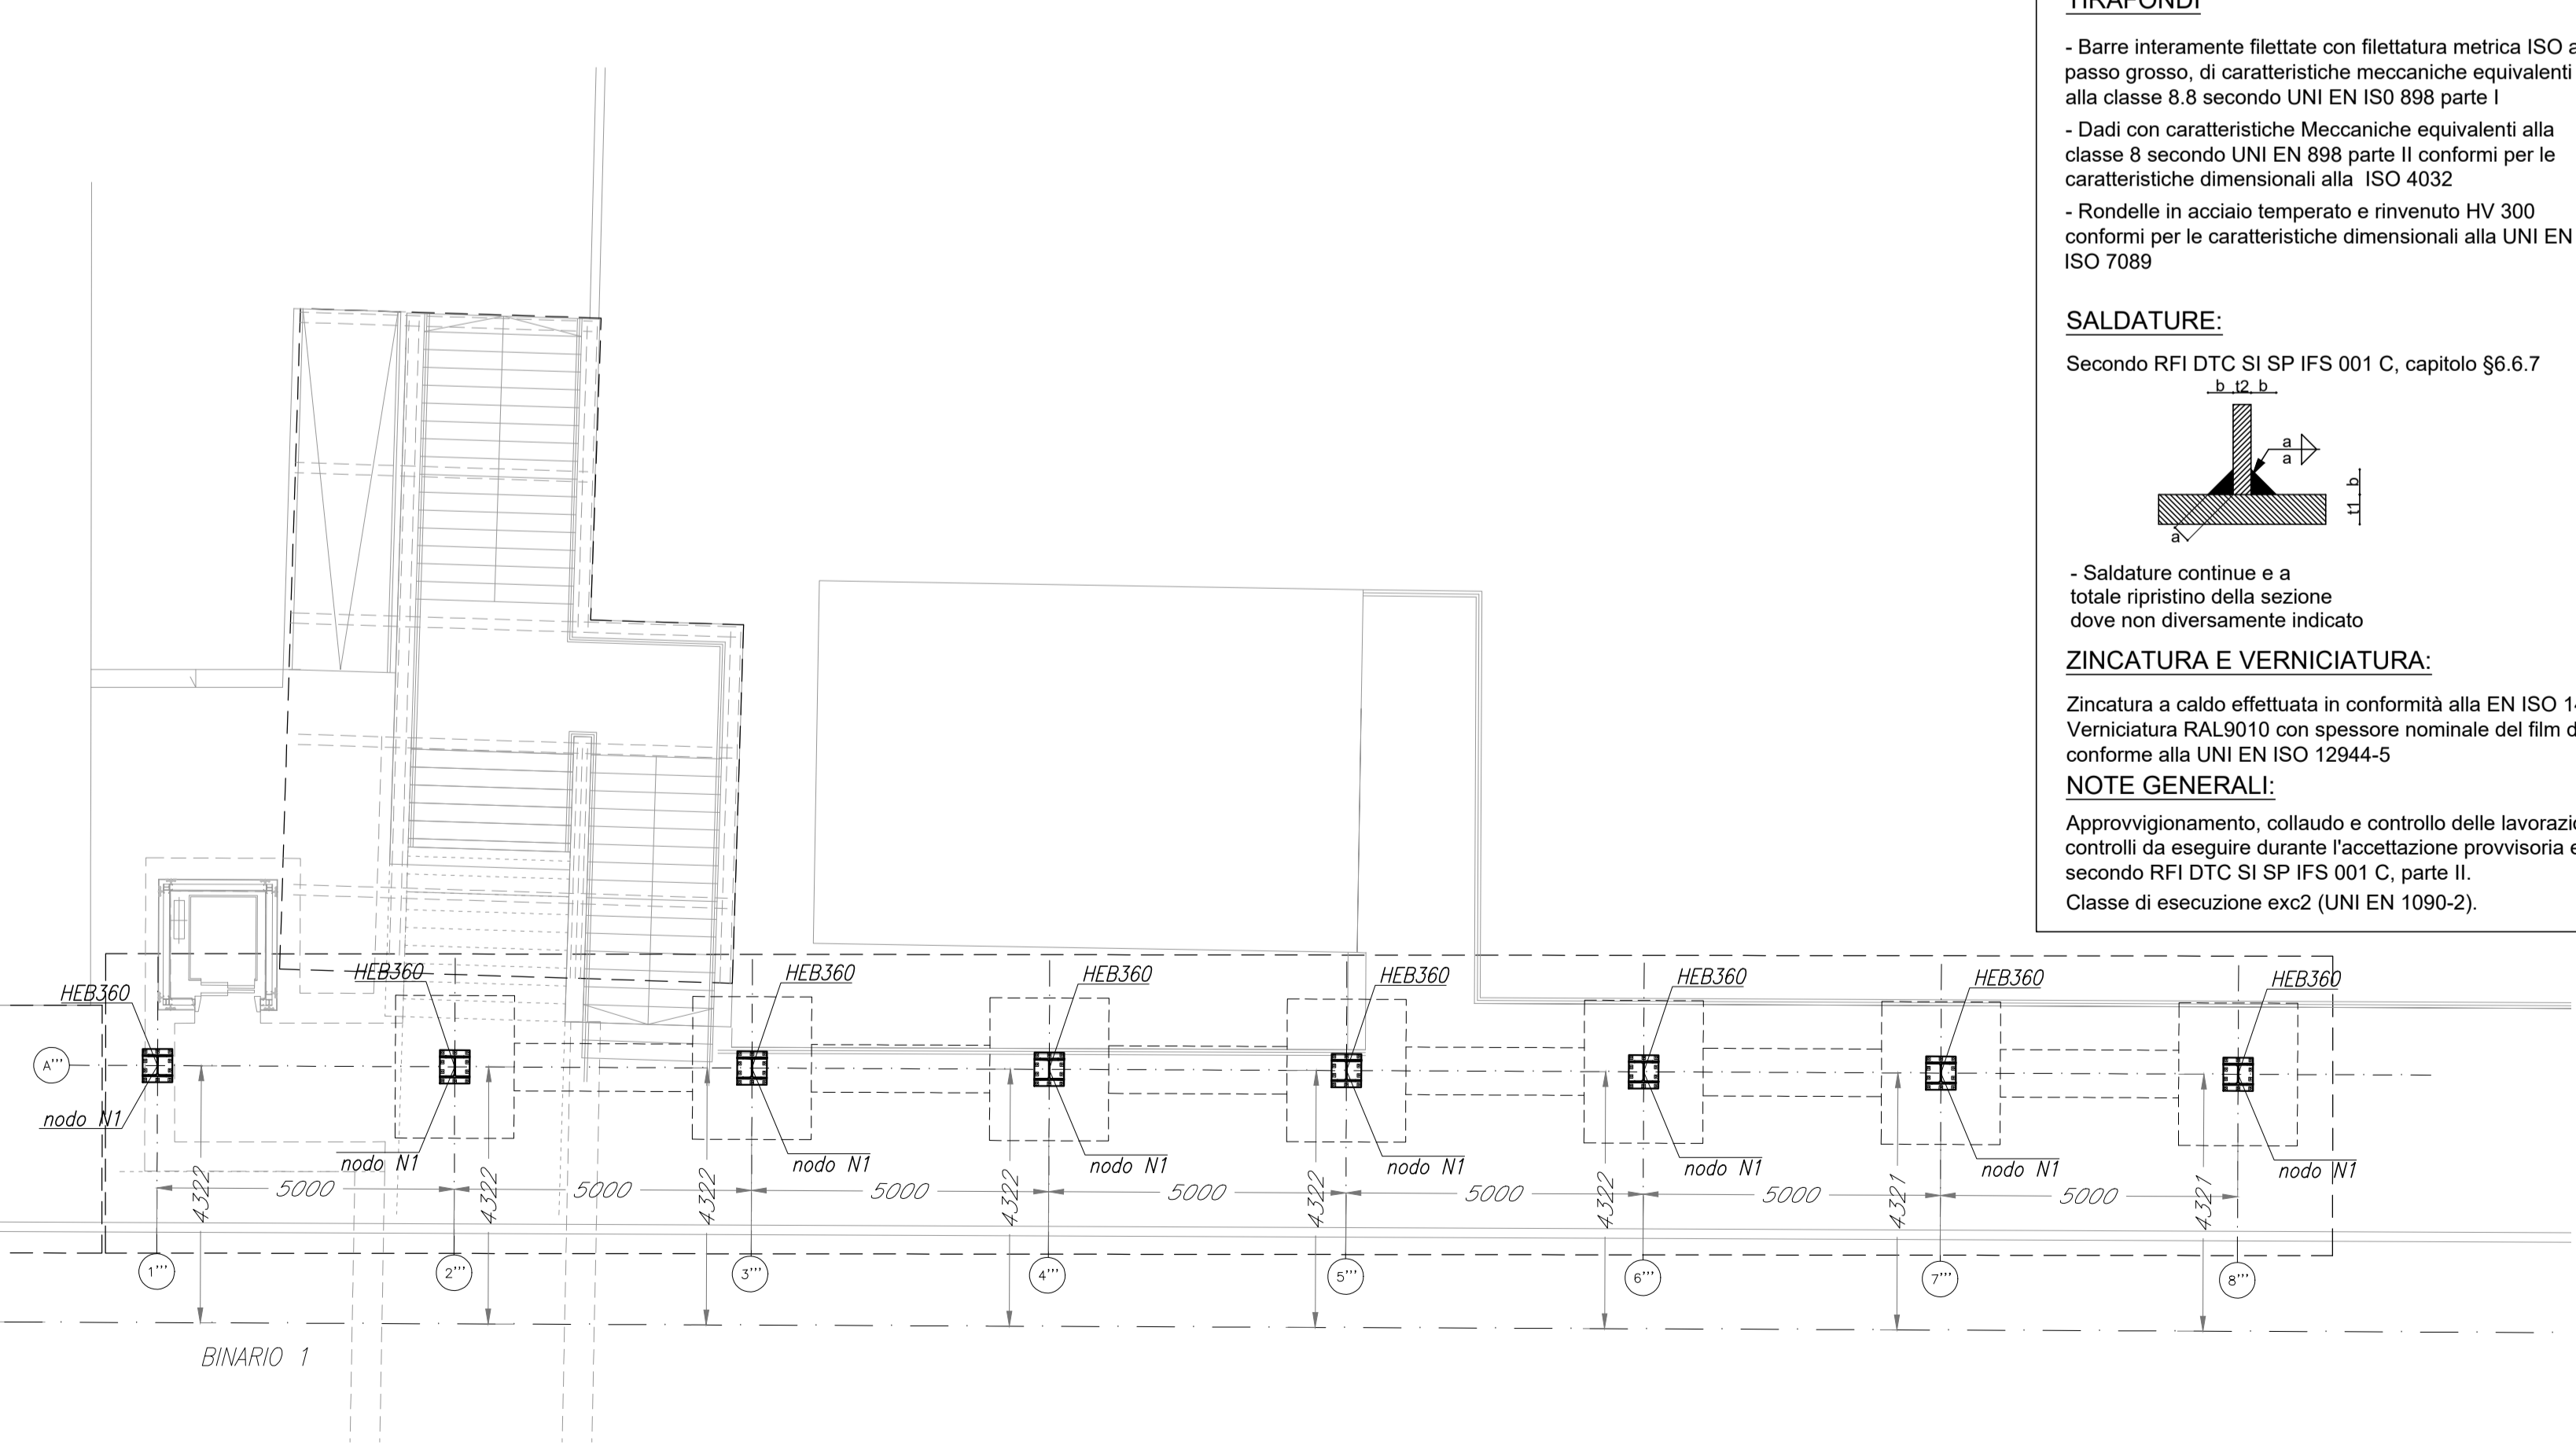 TIRAFONDI
- Barre interamente filettate con filettatura metrica ISO a
passo grosso, di caratteristiche meccaniche equivalenti
alla classe 8.8 secondo UNI EN IS0 898 parte I
- Dadi con caratteristiche Meccaniche equivalenti alla
classe 8 secondo UNI EN 898 parte II conformi per le
caratteristiche dimensionali alla ISO 4032
- Rondelle in acciaio temperato e rinvenuto HV 300
conformi per le caratteristiche dimensionali alla UNI EN
ISO 7089
SALDATURE:
Secondo RFI DTC SI SP IFS 001 C, capitolo §6.6.7
b t2 b
a
a
b
t1
a
- Saldature continue e a
totale ripristino della sezione
dove non diversamente indicato
ZINCATURA E VERNICIATURA:
Zincatura a caldo effettuata in conformità alla EN ISO
Verniciatura RAL9010 con spessore nominale del film
conforme alla UNI EN ISO 12944-5
NOTE GENERALI:
Approvvigionamento, collaudo e controllo delle
controlli da eseguire durante l'accettazione provvisoria e
secondo RFI DTC SI SP IFS 001 C, parte II.
Classe di esecuzione exc2 (UNI EN 1090-2).
HEB360
HEB360
HEB360
HEB360
HEB360
HEB360
HEB360
HEB360
A'''
nodo N1
nodo N1
nodo N1
nodo N1
nodo N1
nodo N1
nodo N1
nodo N1
4322
5000
4322
5000
4322
5000
4322
5000
4322
5000
4322
5000
4321
5000
4321
1'''
2'''
3'''
4'''
5'''
6'''
7'''
8'''
BINARIO 1